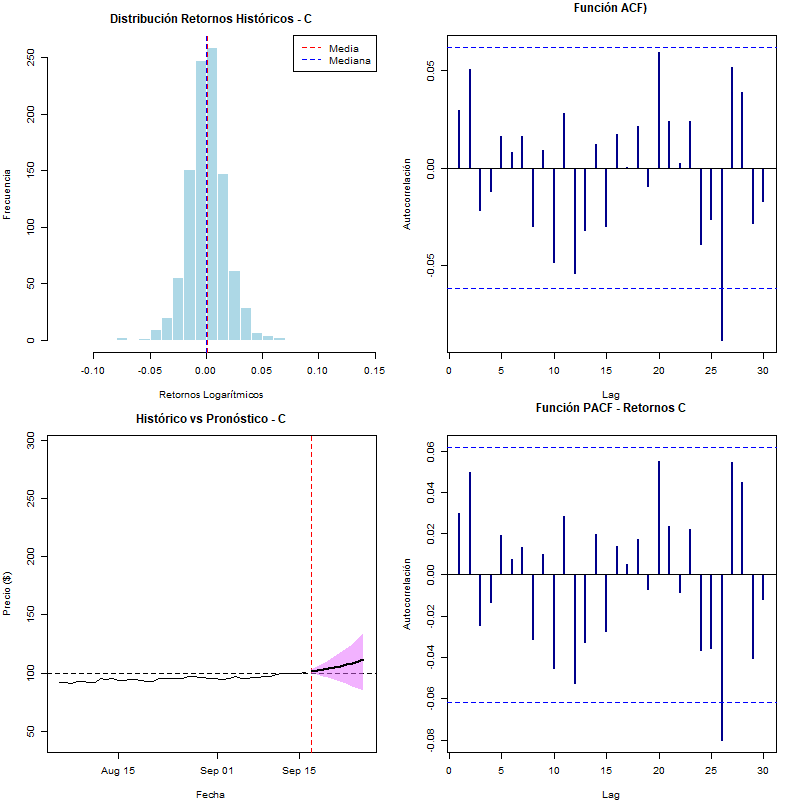 Distribución Retornos Históricos - C
Frecuencia
250
200
150
100
50
0
Media
Mediana
-0.10 -0.05 0.00 0.05 0.10 0.15
Retornos Logarítmicos
Función ACF)
Autocorrelación
0.05
0.00
-0.05
0 5 10 15 20 25 30
Lag
Histórico vs Pronóstico - C
Precio ($)
300
250
200
150
100
50
Aug 15 Sep 01 Sep 15
Fecha
Función PACF - Retornos C
Autocorrelación
0.06
0.04
0.02
0.00
-0.02
-0.04
-0.06
-0.08
0 5 10 15 20 25 30
Lag